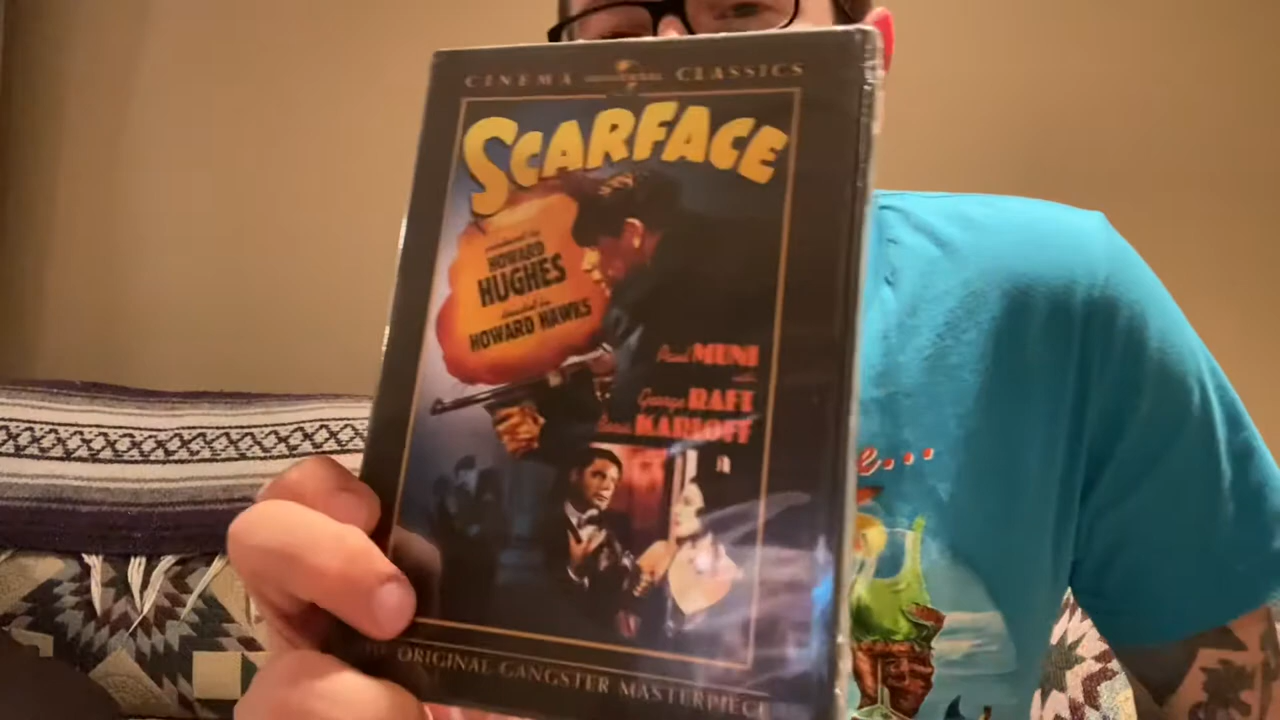 CINEMA UNIVERSAL CLASSICS
SCARFACE
produced by
HOWARD
HUGHES
directed by
HOWARD HAWKS
Paul MUNI
with
George RAFT
Boris KARLOFF
THE ORIGINAL GANGSTER MASTERPIECE
e...